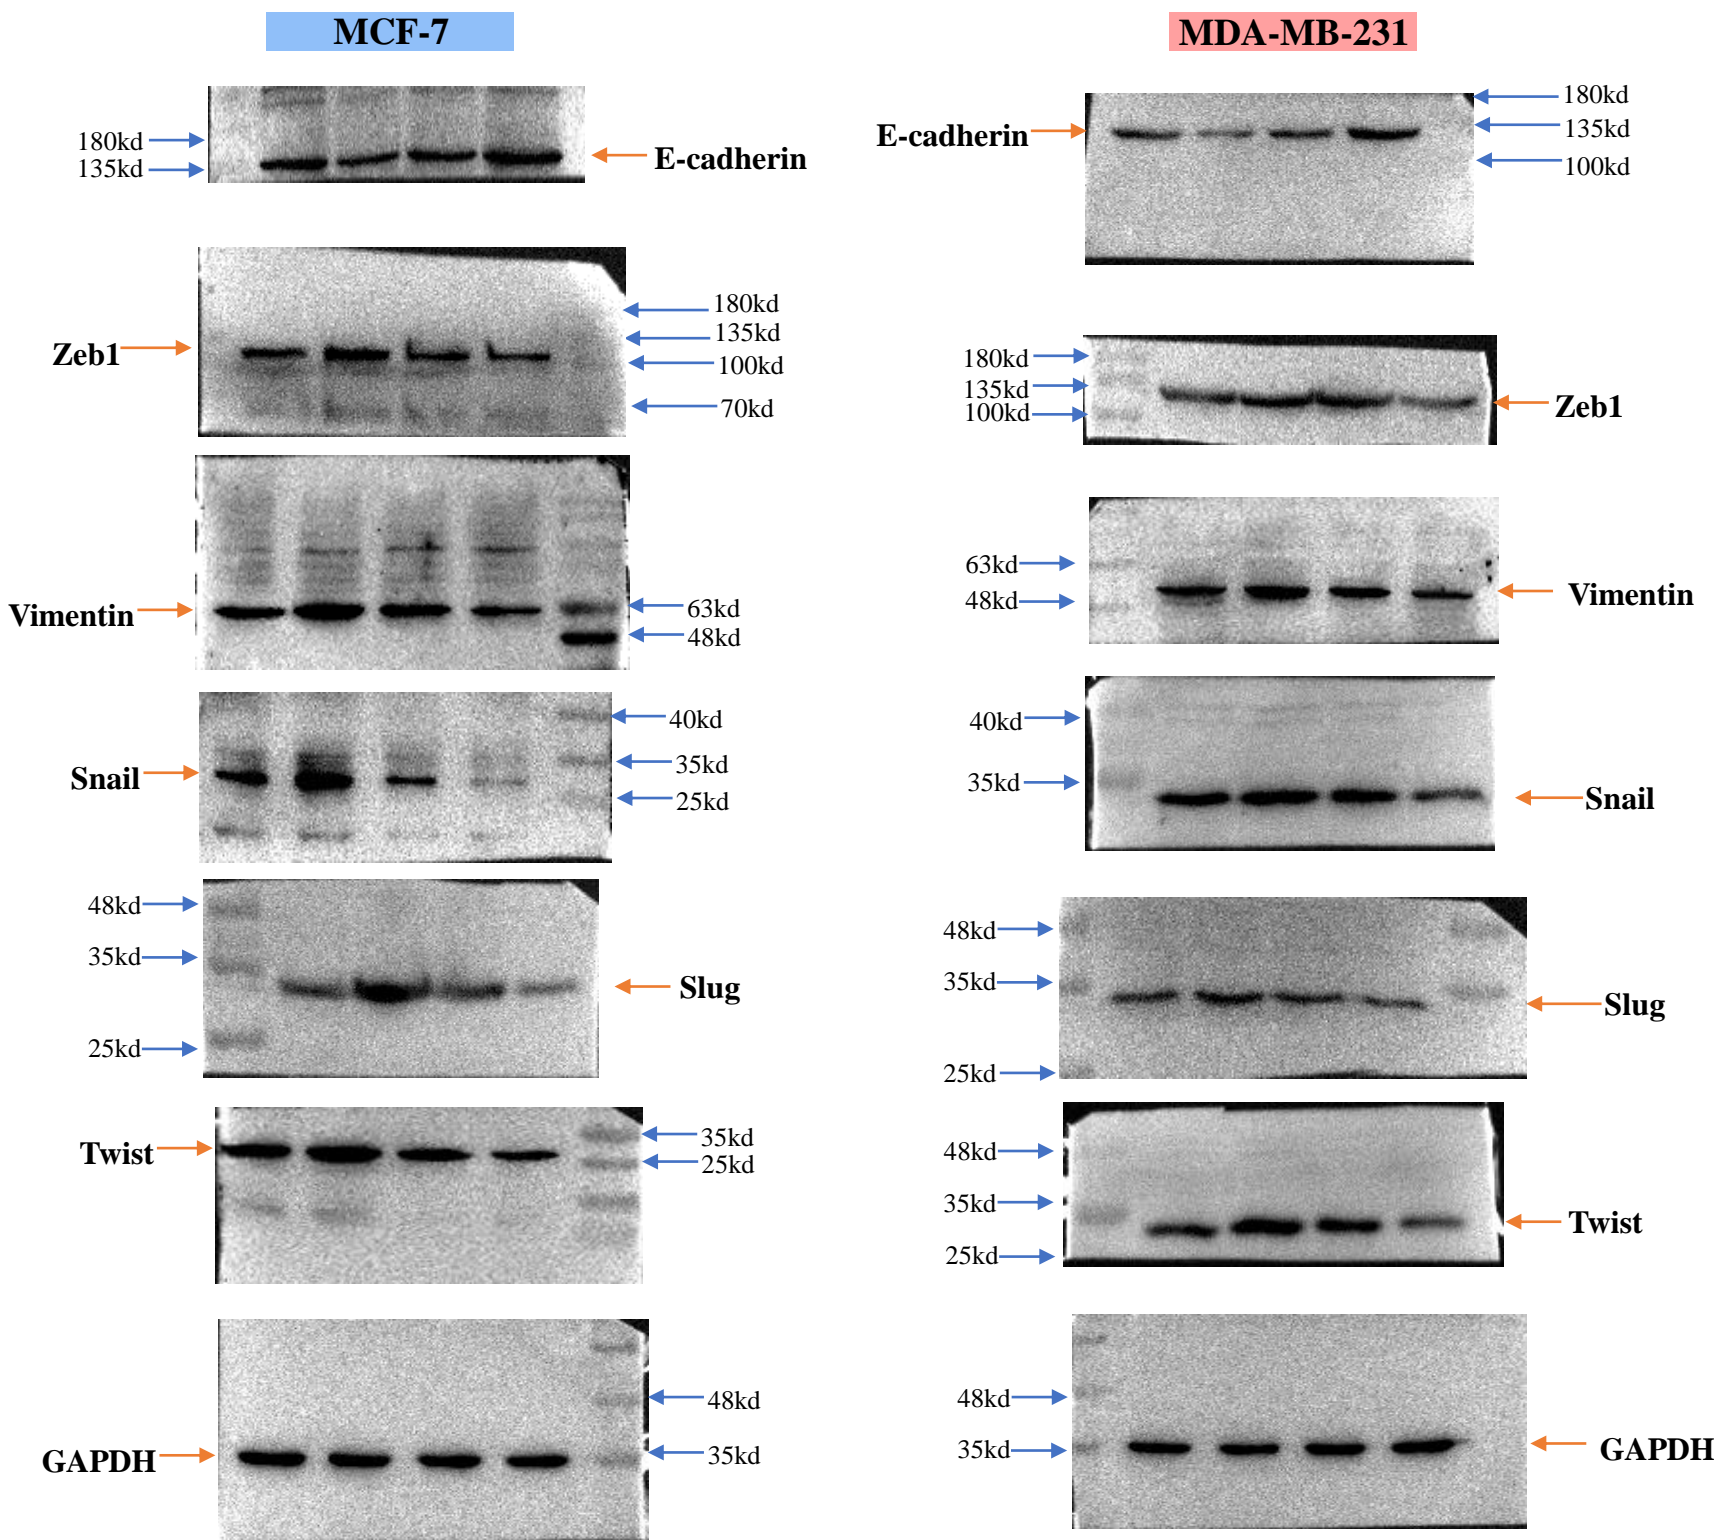 MCF-7
MDA-MB-231
180kd
135kd
E-cadherin
E-cadherin
180kd
135kd
100kd
Zeb1
180kd
135kd
100kd
70kd
180kd
135kd
100kd
Zeb1
Vimentin
63kd
48kd
63kd
48kd
Vimentin
Snail
40kd
35kd
25kd
40kd
35kd
Snail
48kd
35kd
25kd
Slug
48kd
35kd
25kd
Slug
Twist
35kd
25kd
48kd
35kd
25kd
Twist
GAPDH
48kd
35kd
48kd
35kd
GAPDH